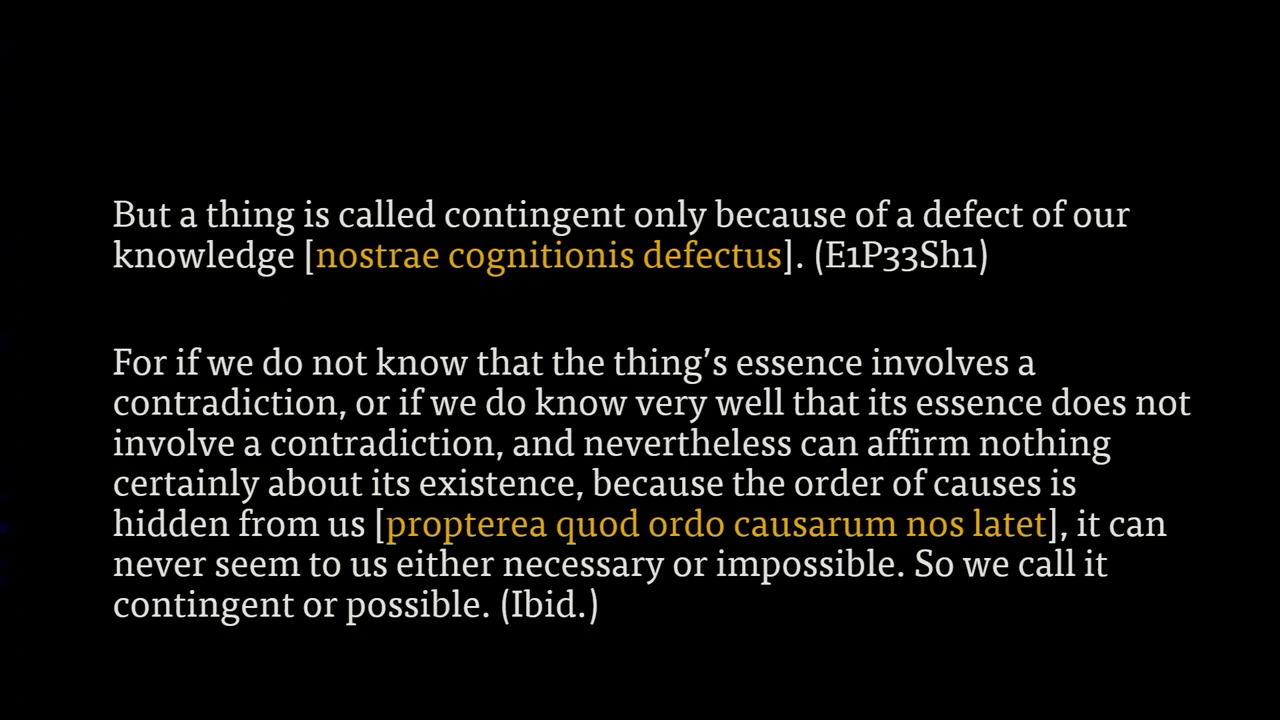 But a thing is called contingent only because of a defect of our
knowledge [nostrae cognitionis defectus]. (E1P33Sh1)
For if we do not know that the thing’s essence involves a
contradiction, or if we do know very well that its essence does not
involve a contradiction, and nevertheless can affirm nothing
certainly about its existence, because the order of causes is
hidden from us [propterea quod ordo causarum nos latet], it can
never seem to us either necessary or impossible. So we call it
contingent or possible. (Ibid.)